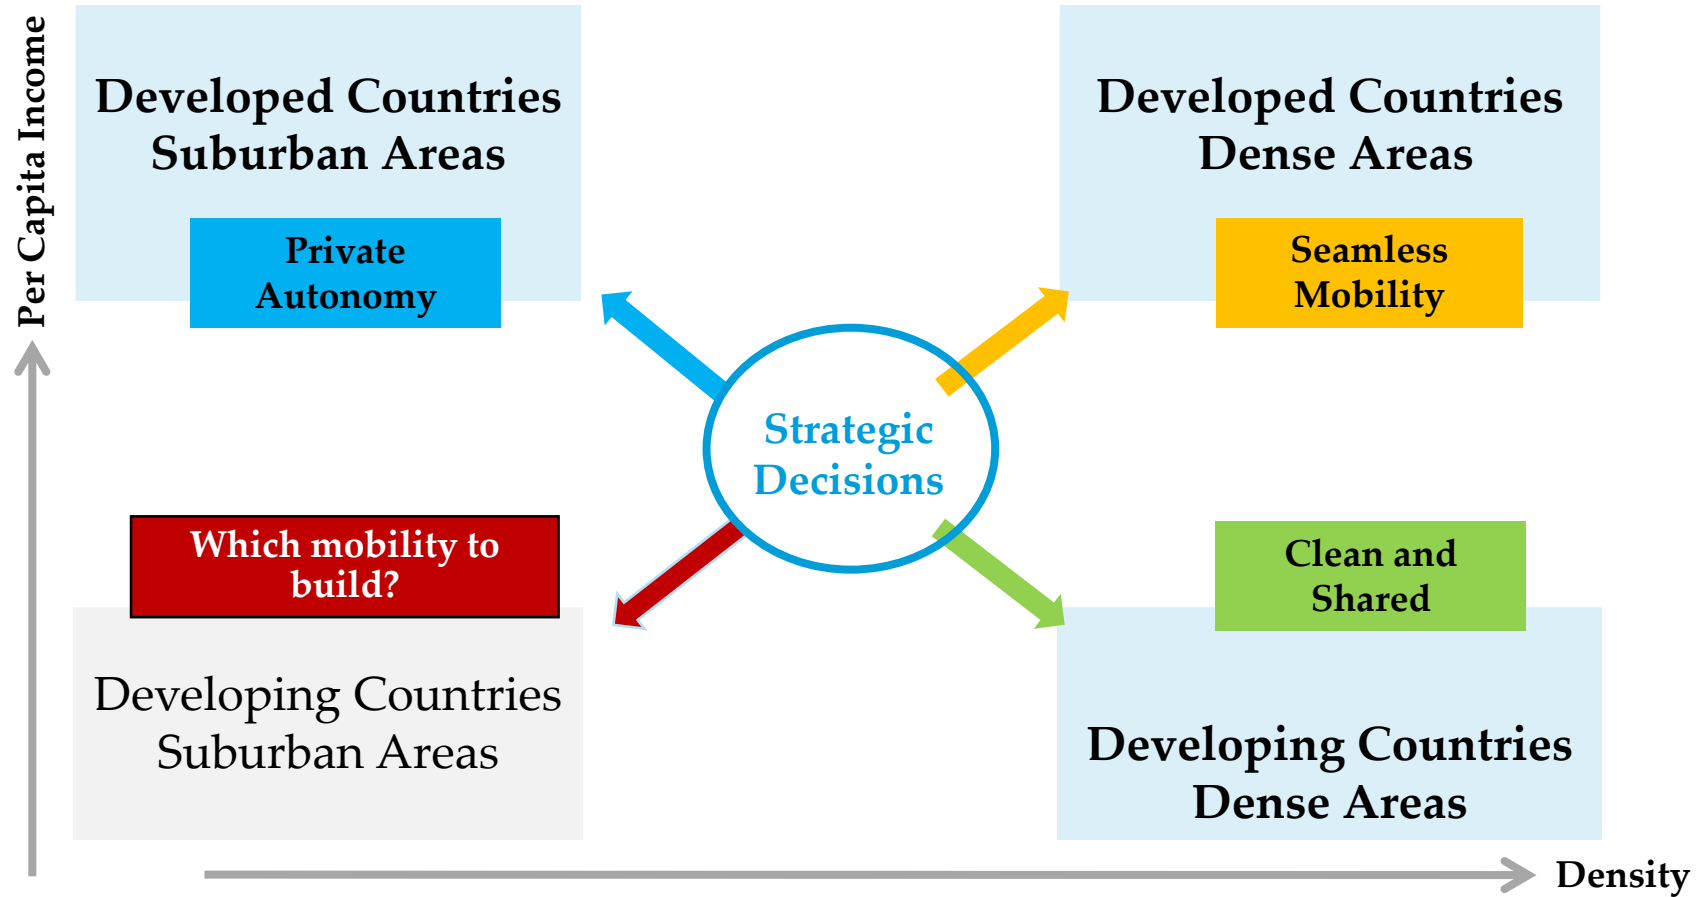 Per Capita Income
Developed Countries
Suburban Areas
Private
Autonomy
Developed Countries
Dense Areas
Seamless
Mobility
Strategic
Decisions
Which mobility to
build?
Developing Countries
Suburban Areas
Clean and
Shared
Developing Countries
Dense Areas
Density